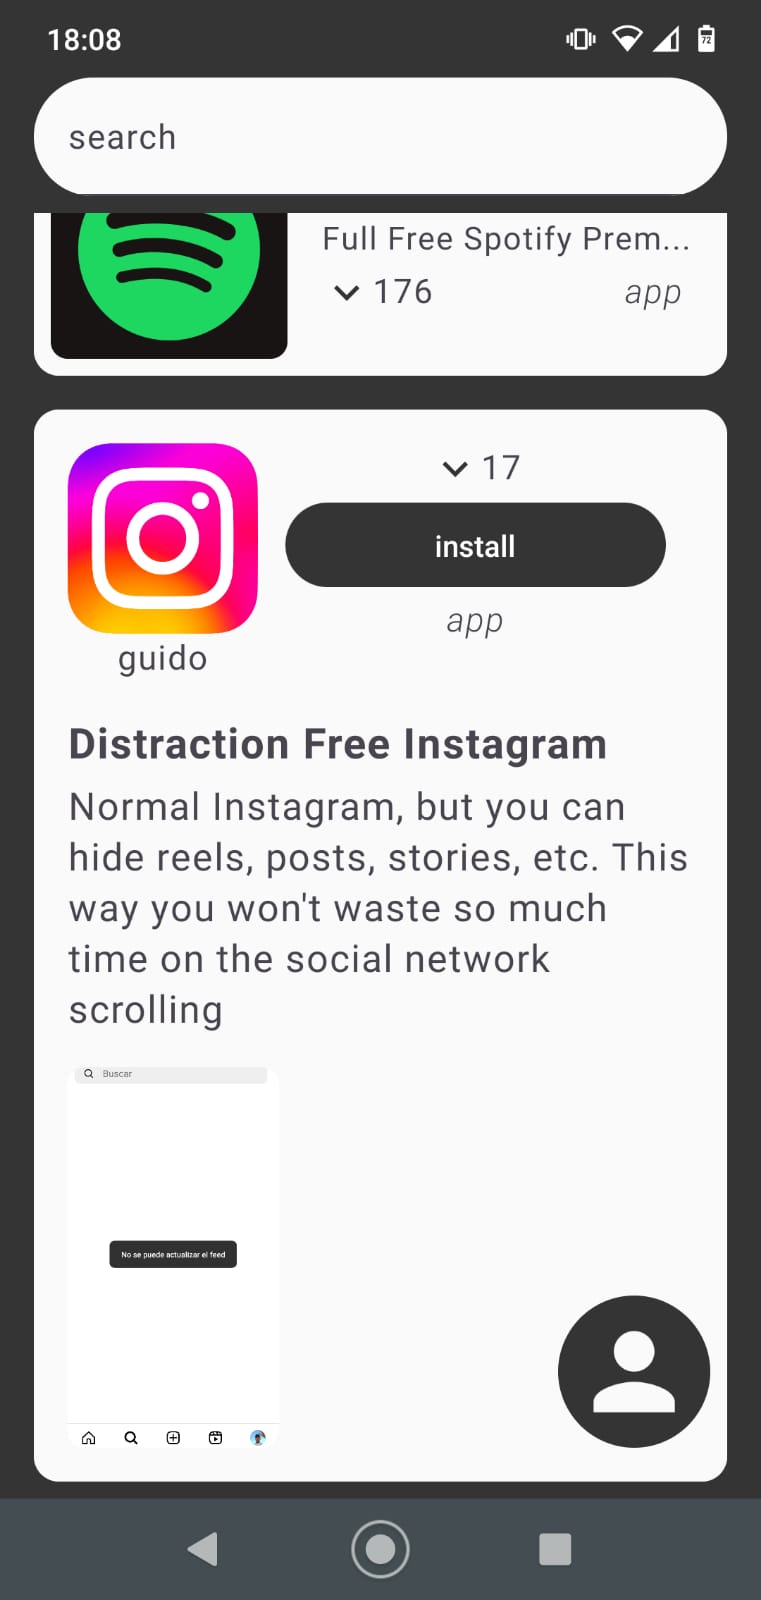 18:08
72
search
Full Free Spotify Prem...
176
app
17
install
app
guido
Distraction Free Instagram
Normal Instagram, but you can
hide reels, posts, stories, etc. This
way you won't waste so much
time on the social network
scrolling
Buscar
No se puede actualizar el feed